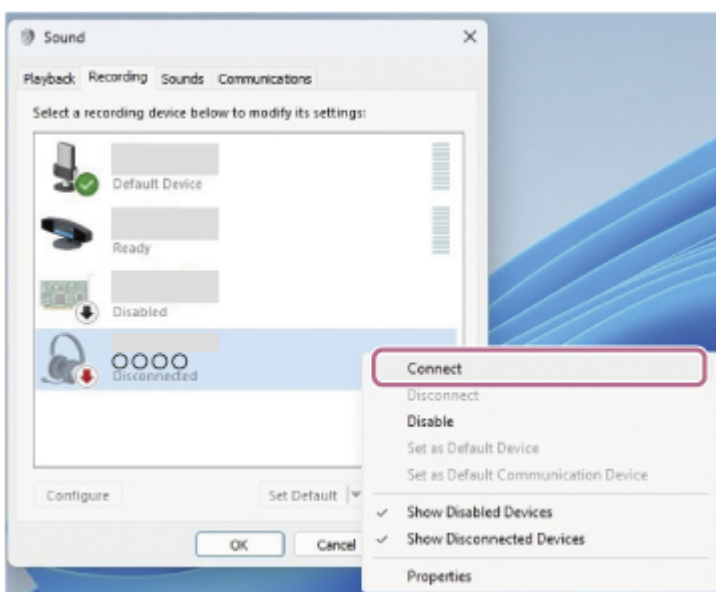 Sound
Playback Recording Sounds Communications
Select a recording device below to modify its settings:
Default Device
Ready
Disabled
○○○○
Disconnected
Configure
Set Default
OK
Cancel
Connect
Disconnect
Disable
Set as Default Device
Set as Default Communication Device
Show Disabled Devices
Show Disconnected Devices
Properties